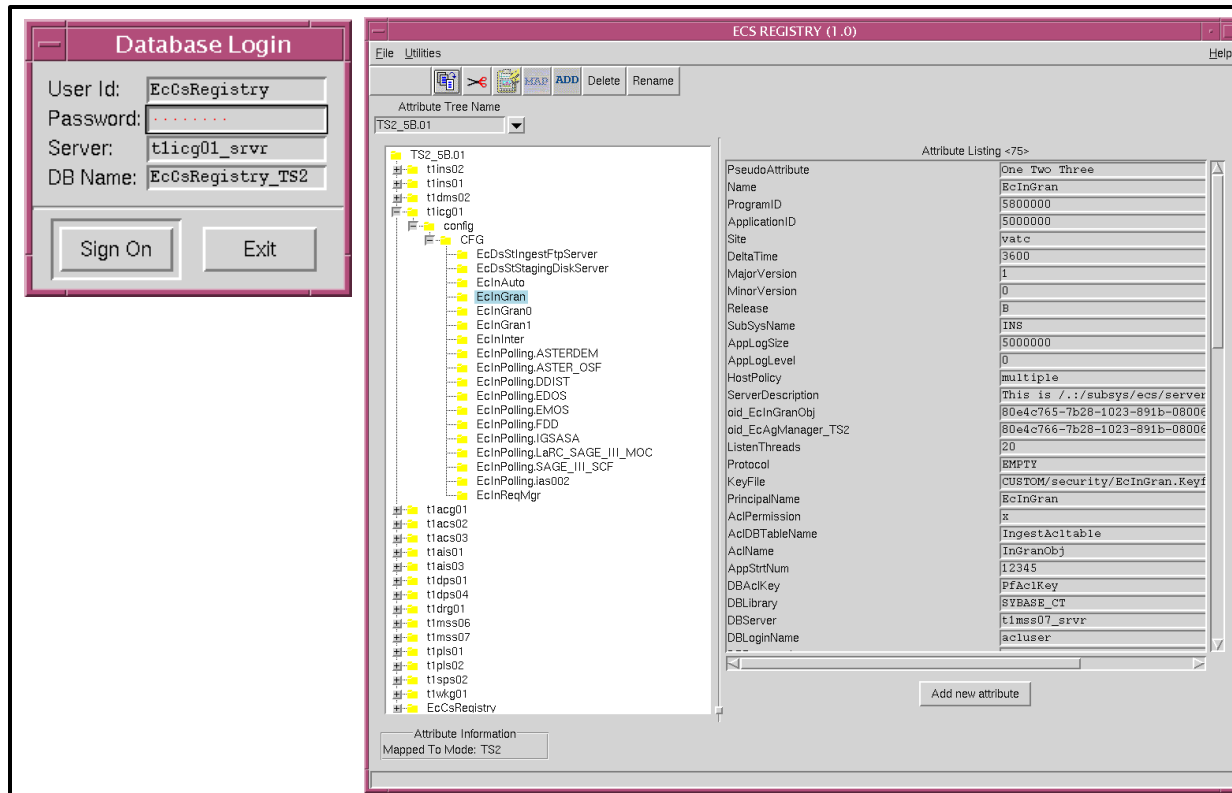 Database Login
User Id: EcCsRegistry
Password: ········
Server: t1icg01_srvr
DB Name: EcCsRegistry_TS2
Sign On Exit
ECS REGISTRY (1.0)
File Utilities Help
MAP ADD Delete Rename
Attribute Tree Name
TS2_5B.01
TS2_5B.01
t1ins02
t1ins01
t1dms02
t1icg01
config
CFG
EcDsStIngestFtpServer
EcDsStStagingDiskServer
EcInAuto
EcInGran
EcInGran0
EcInGran1
EcInInter
EcInPolling.ASTERDEM
EcInPolling.ASTER_OSF
EcInPolling.DDIST
EcInPolling.EDOS
EcInPolling.EMOS
EcInPolling.FDD
EcInPolling.IGSASA
EcInPolling.LaRC_SAGE_III_MOC
EcInPolling.SAGE_III_SCF
EcInPolling.ias002
EcInReqMgr
t1acg01
t1acs02
t1acs03
t1ais01
t1ais03
t1dps01
t1dps04
t1drg01
t1mss06
t1mss07
t1pls01
t1pls02
t1sps02
t1wkg01
EcCsRegistry
Attribute Listing <75>
PseudoAttribute One Two Three
Name EcInGran
ProgramID 5800000
ApplicationID 5000000
Site vatc
DeltaTime 3600
MajorVersion 1
MinorVersion 0
Release B
SubSysName INS
AppLogSize 5000000
AppLogLevel 0
HostPolicy multiple
ServerDescription This is /.:/subsys/ecs/server
oid_EcInGranObj 80e4c765-7b28-1023-891b-08006
oid_EcAgManager_TS2 80e4c766-7b28-1023-891b-08006
ListenThreads 20
Protocol EMPTY
KeyFile CUSTOM/security/EcInGran.Keyf
PrincipalName EcInGran
AclPermission x
AclDBTableName IngestAcltable
AclName InGranObj
AppStrtNum 12345
DBAclKey PfAclKey
DBLibrary SYBASE_CT
DBServer t1mss07_srvr
DBLoginName acluser
Add new attribute
Attribute Information
Mapped To Mode: TS2